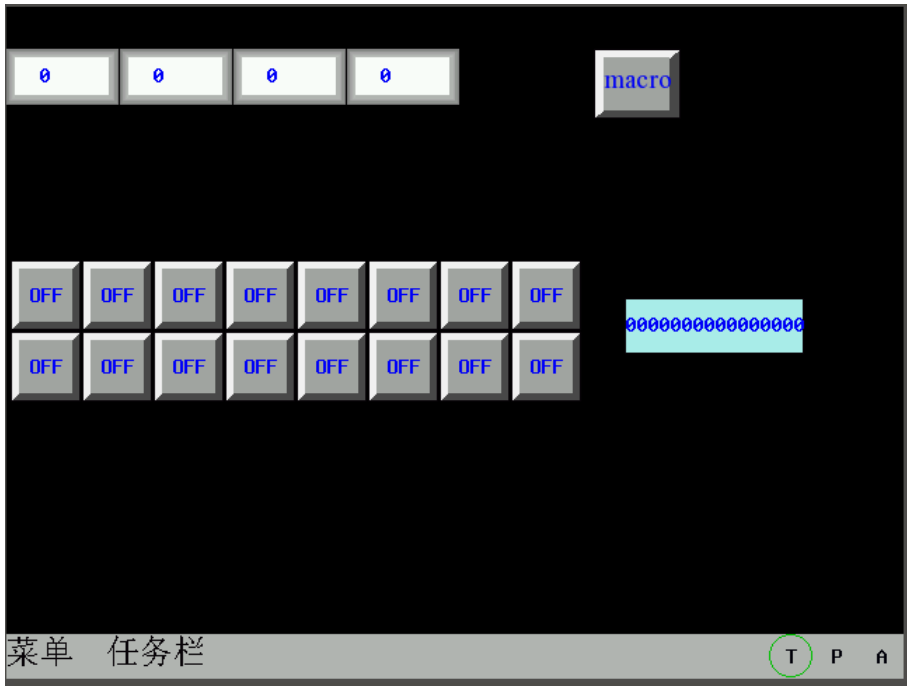 0 0 0 0 macro
OFF OFF OFF OFF OFF OFF OFF OFF
0000000000000000
OFF OFF OFF OFF OFF OFF OFF OFF
菜单 任务栏 T P A